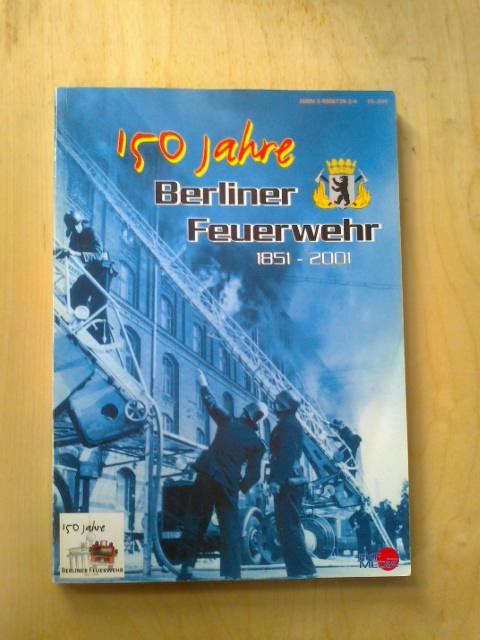 150 Jahre
Berliner
Feuerwehr
1851 - 2001
150 Jahre
BERLINER FEUERWEHR